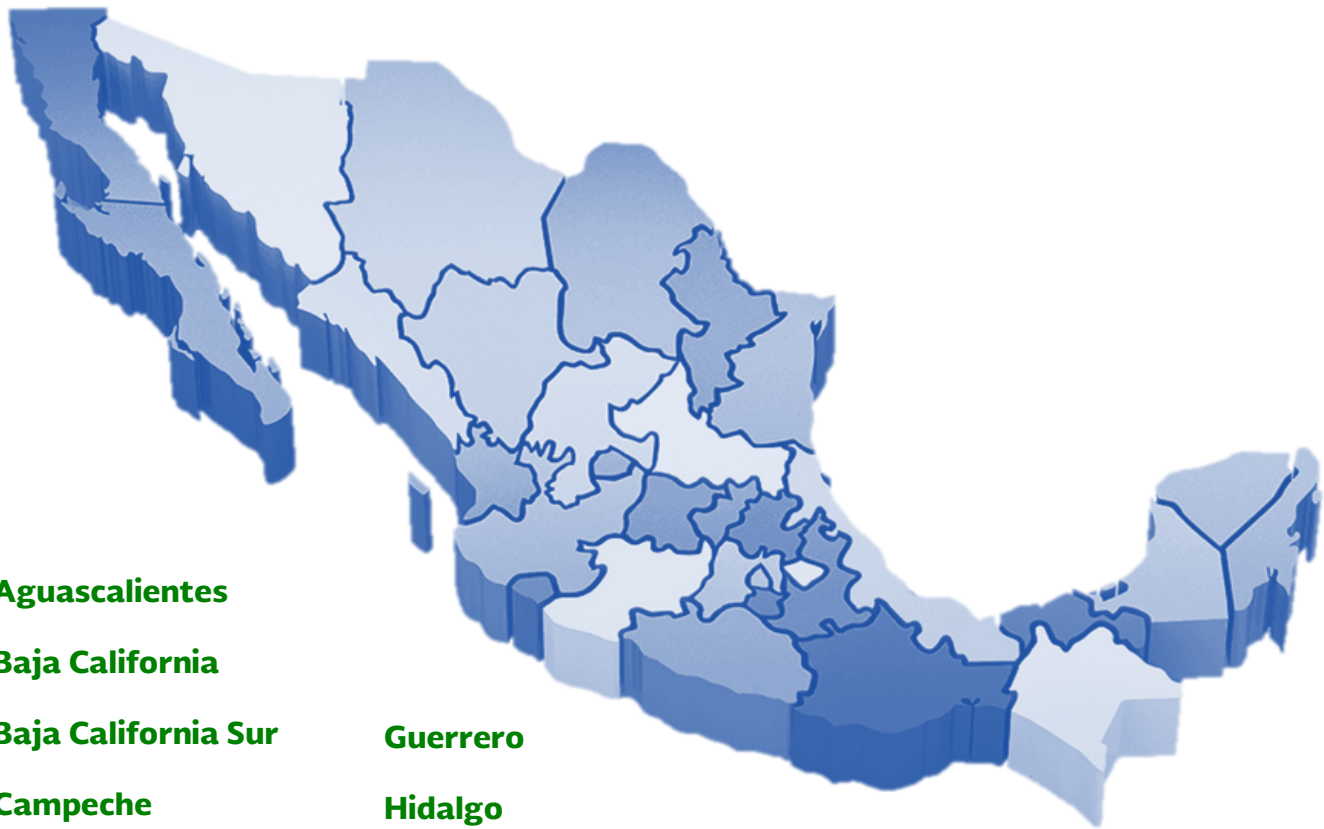 Aguascalientes
Baja California
Baja California Sur
Campeche
Guerrero
Hidalgo